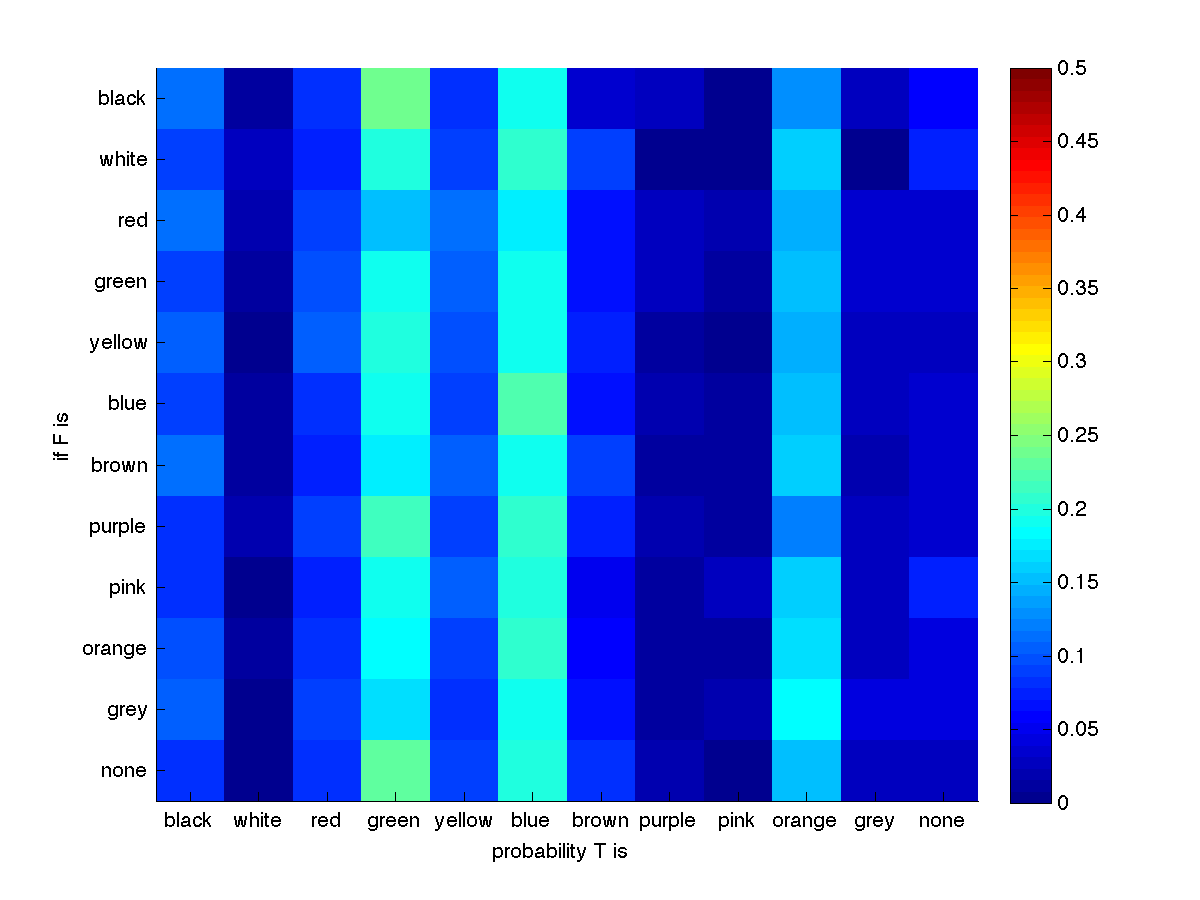 if F is
black
white
red
green
yellow
blue
brown
purple
pink
orange
grey
none
black white red green yellow blue brown purple pink orange grey none
probability T is
0.5
0.45
0.4
0.35
0.3
0.25
0.2
0.15
0.1
0.05
0